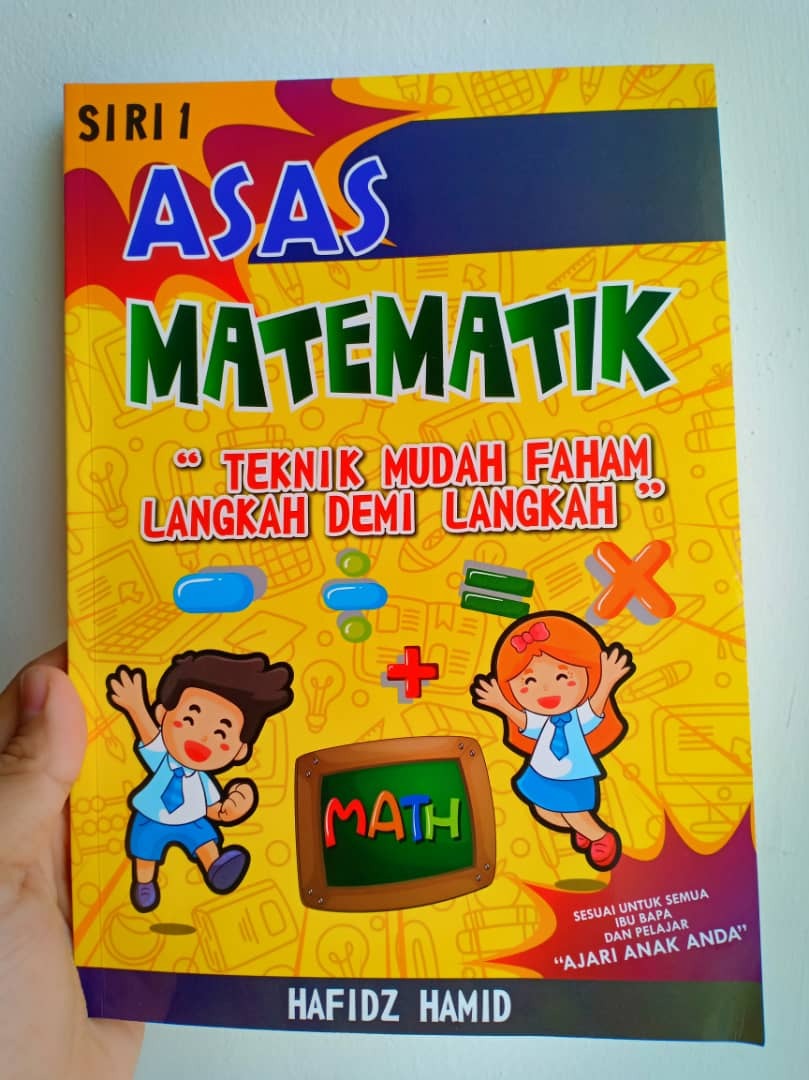 SIRI 1
ASAS
MATEMATIK
“ TEKNIK MUDAH FAHAM
LANGKAH DEMI LANGKAH ”
MATH
SESUAI UNTUK SEMUA
IBU BAPA
DAN PELAJAR
“AJARI ANAK ANDA”
HAFIDZ HAMID